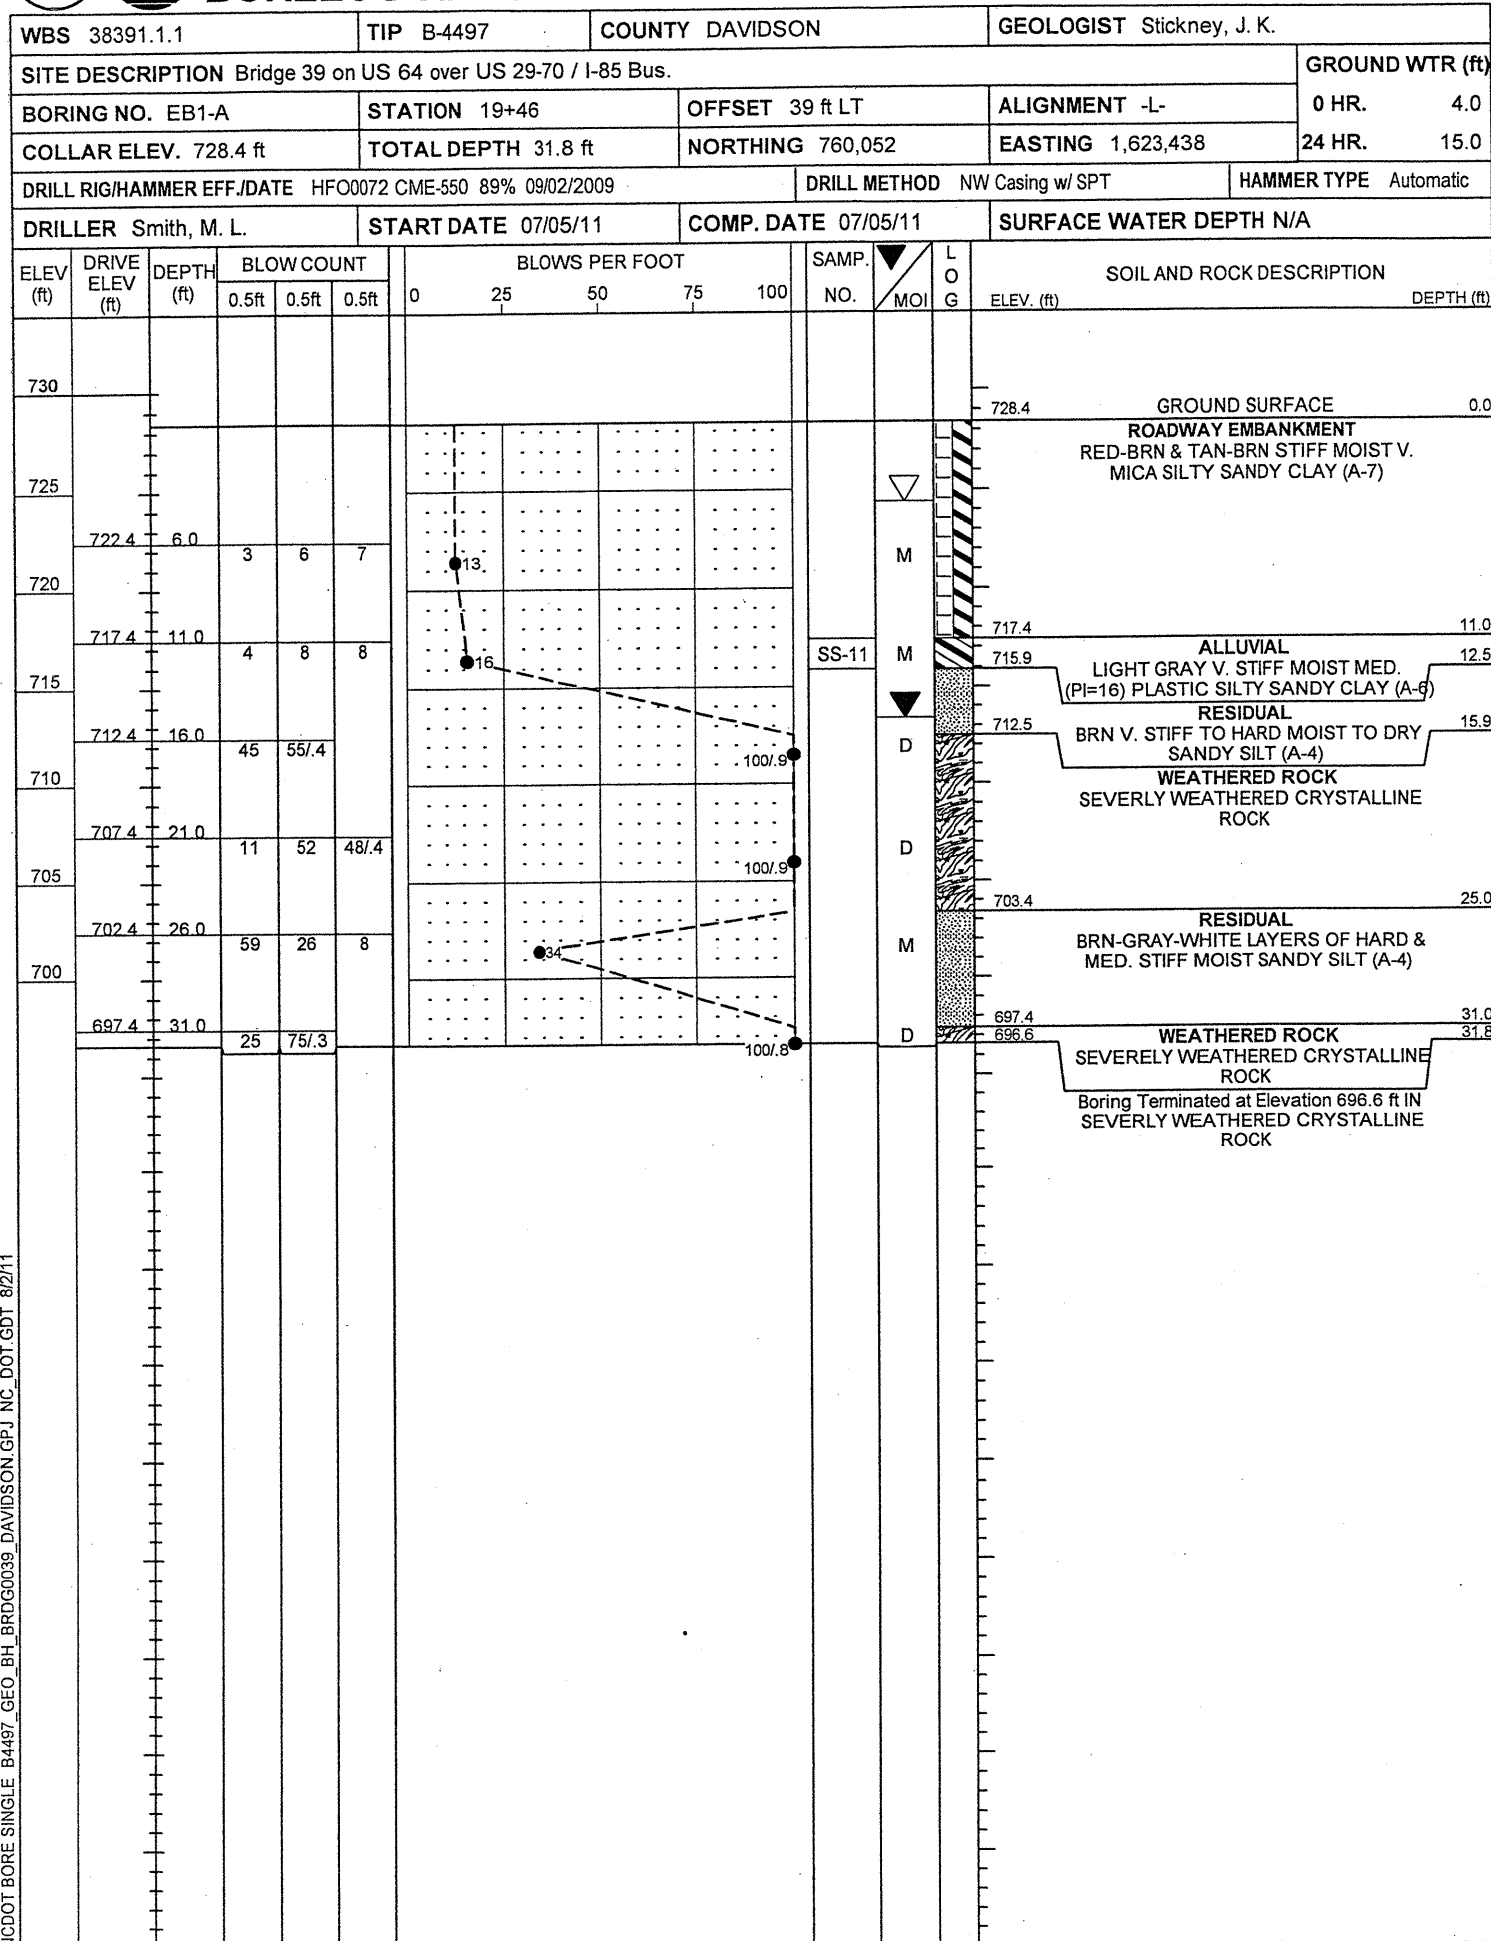 WBS 38391.1.1 TIP B-4497 COUNTY DAVIDSON GEOLOGIST Stickney, J. K.
SITE DESCRIPTION Bridge 39 on US 64 over US 29-70 / I-85 Bus. GROUND WTR (ft)
BORING NO. EB1-A STATION 19+46 OFFSET 39 ft LT ALIGNMENT -L- 0 HR. 4.0
COLLAR ELEV. 728.4 ft TOTAL DEPTH 31.8 ft NORTHING 760,052 EASTING 1,623,438 24 HR. 15.0
DRILL RIG/HAMMER EFF./DATE HFO0072 CME-550 89% 09/02/2009 DRILL METHOD NW Casing w/ SPT HAMMER TYPE Automatic
DRILLER Smith, M. L. START DATE 07/05/11 COMP. DATE 07/05/11 SURFACE WATER DEPTH N/A
ELEV (ft) DRIVE ELEV (ft) DEPTH (ft) BLOW COUNT BLOWS PER FOOT SAMP. NO. MOI LOG SOIL AND ROCK DESCRIPTION
0.5ft 0.5ft 0.5ft 0 25 50 75 100 ELEV. (ft) DEPTH (ft)
730
728.4 GROUND SURFACE 0.0
ROADWAY EMBANKMENT
RED-BRN & TAN-BRN STIFF MOIST V.
MICA SILTY SANDY CLAY (A-7)
725
722.4 6.0 3 6 7 13 M
720
717.4 11.0 4 8 8 16 SS-11 M
717.4 11.0
ALLUVIAL
715.9 12.5
LIGHT GRAY V. STIFF MOIST MED.
(PI=16) PLASTIC SILTY SANDY CLAY (A-6)
715
RESIDUAL
712.5 15.9
BRN V. STIFF TO HARD MOIST TO DRY
SANDY SILT (A-4)
712.4 16.0 45 55/.4 100/.9 D
WEATHERED ROCK
SEVERLY WEATHERED CRYSTALLINE
ROCK
710
707.4 21.0 11 52 48/.4 100/.9 D
705
703.4 25.0
RESIDUAL
BRN-GRAY-WHITE LAYERS OF HARD &
MED. STIFF MOIST SANDY SILT (A-4)
702.4 26.0 59 26 8 34 M
700
697.4 31.0 25 75/.3 100/.8 D
697.4 31.0
696.6 WEATHERED ROCK 31.8
SEVERELY WEATHERED CRYSTALLINE
ROCK
Boring Terminated at Elevation 696.6 ft IN
SEVERLY WEATHERED CRYSTALLINE
ROCK
BORE SINGLE B4497_GEO_BH_BRDG0039_DAVIDSON.GPJ NC_DOT.GDT 8/2/11